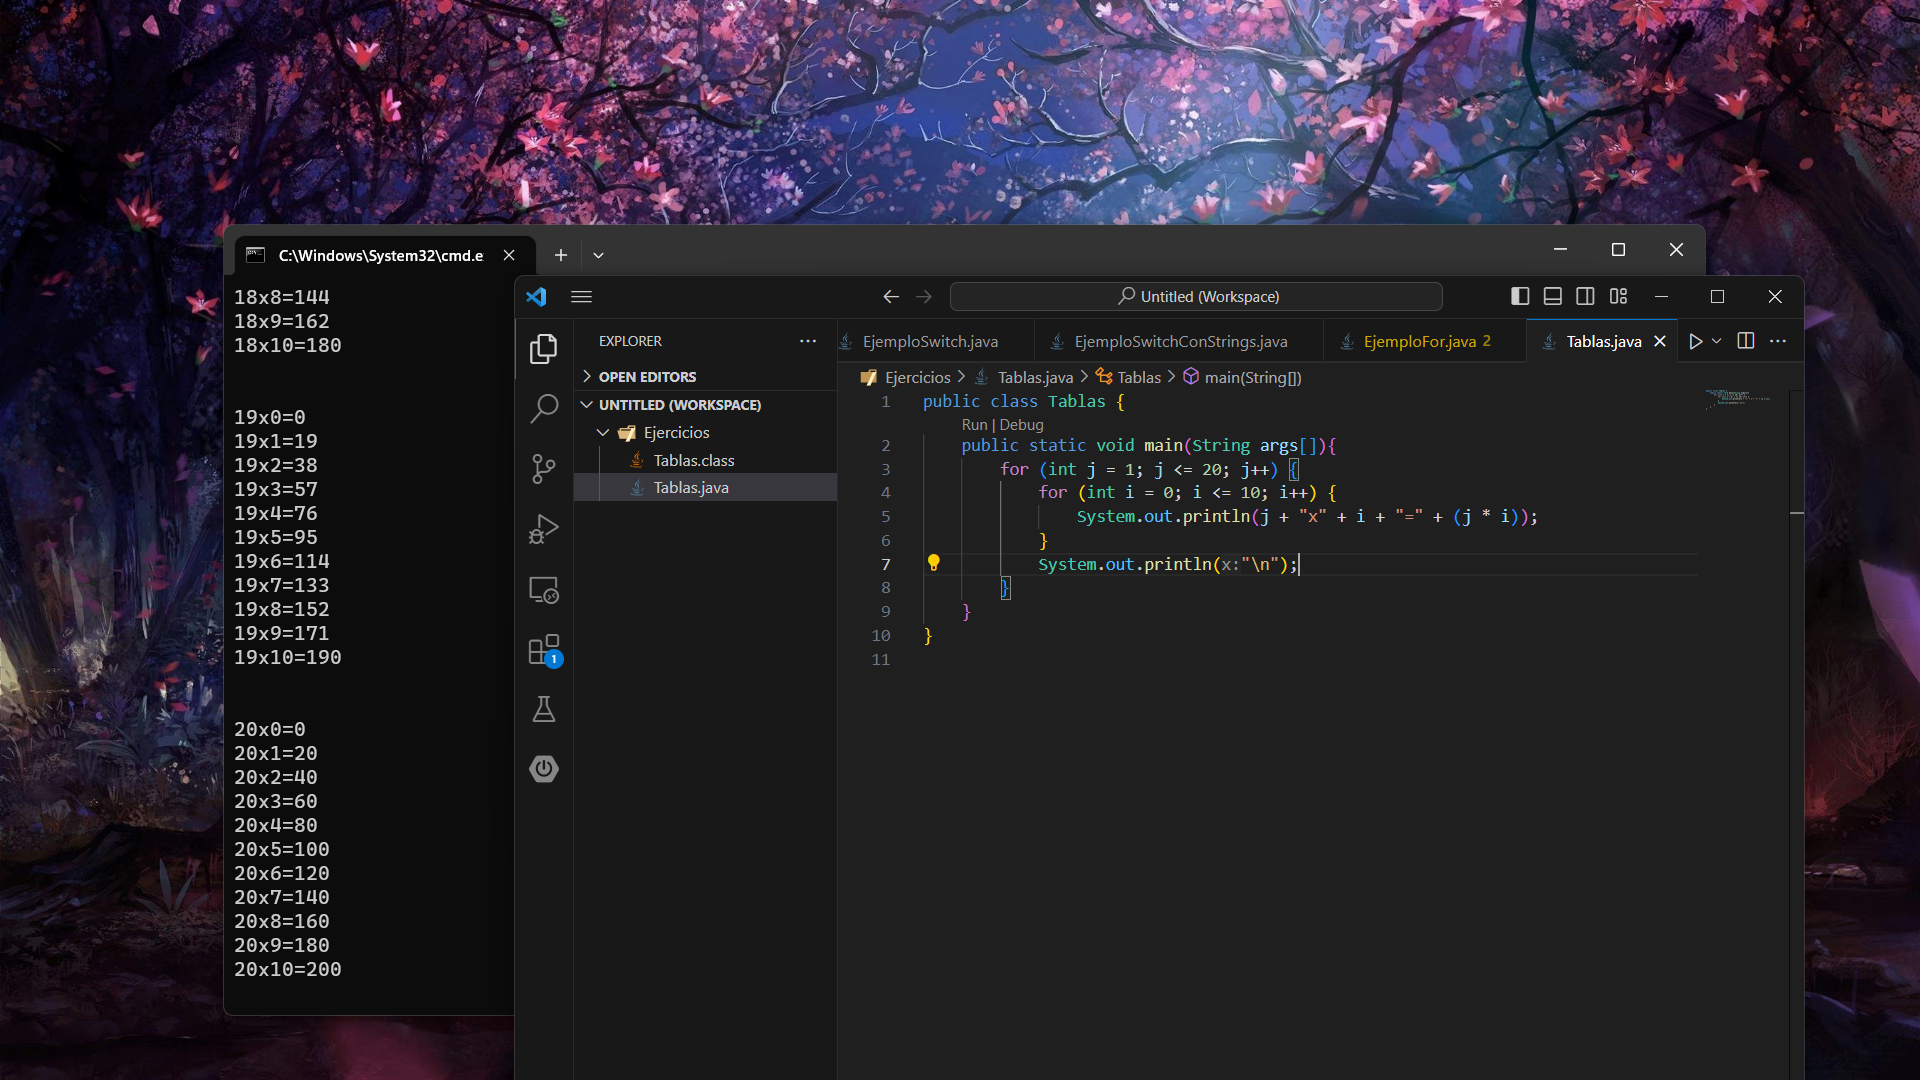 C:\Windows\System32\cmd.e
18x8=144
18x9=162
18x10=180
19x0=0
19x1=19
19x2=38
19x3=57
19x4=76
19x5=95
19x6=114
19x7=133
19x8=152
19x9=171
19x10=190
20x0=0
20x1=20
20x2=40
20x3=60
20x4=80
20x5=100
20x6=120
20x7=140
20x8=160
20x9=180
20x10=200
Untitled (Workspace)
EXPLORER
OPEN EDITORS
UNTITLED (WORKSPACE)
Ejercicios
Tablas.class
Tablas.java
1
EjemploSwitch.java
EjemploSwitchConStrings.java
EjemploFor.java 2
Tablas.java
Ejercicios > Tablas.java > Tablas > main(String[])
1 public class Tablas {
Run | Debug
2 public static void main(String args[]){
3 for (int j = 1; j <= 20; j++) {
4 for (int i = 0; i <= 10; i++) {
5 System.out.println(j + "x" + i + "=" + (j * i));
6 }
7 System.out.println(x:"\n");
8 }
9 }
10 }
11